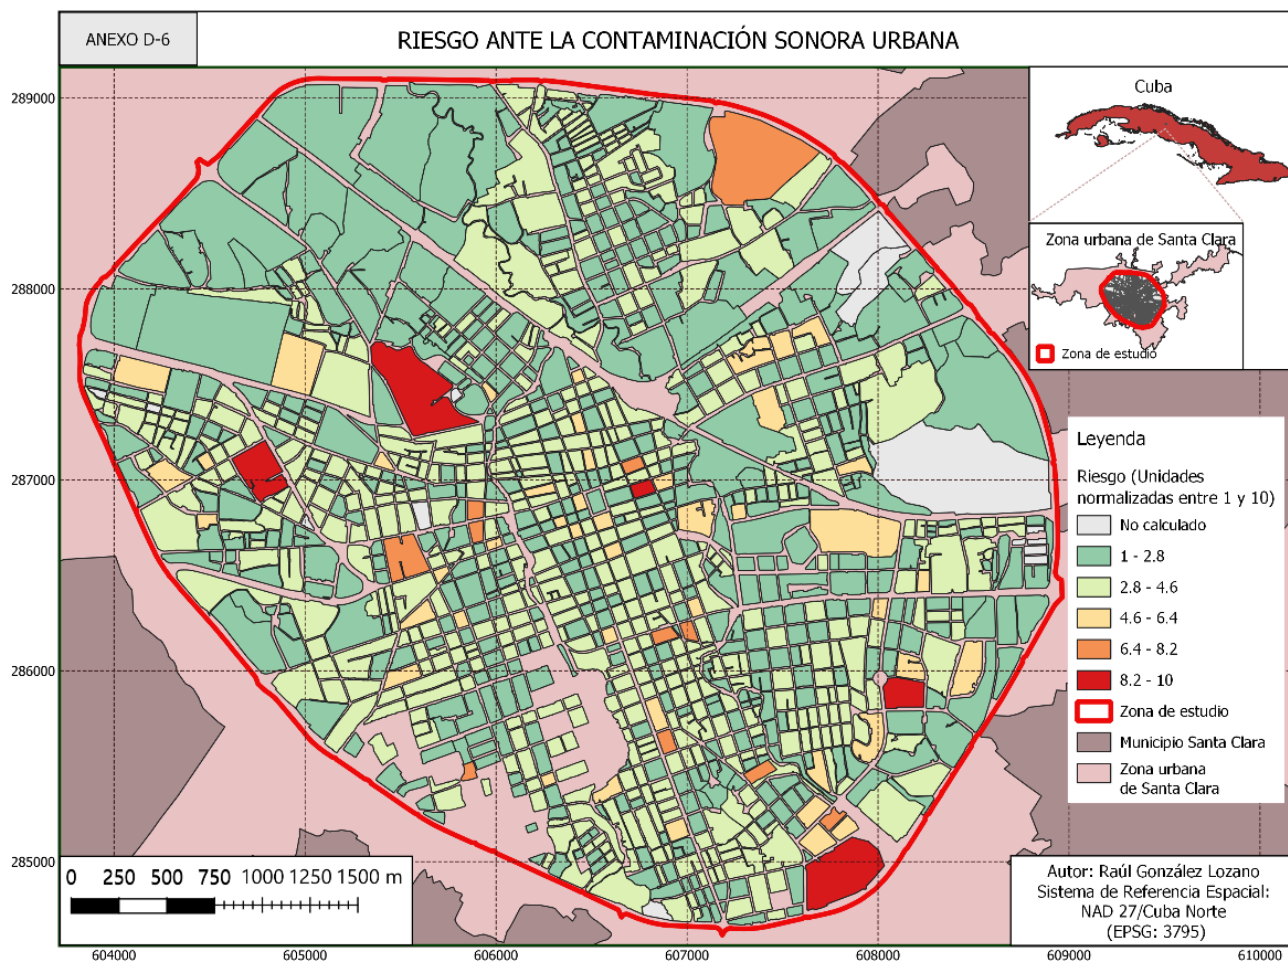 ANEXO D-6
RIESGO ANTE LA CONTAMINACIÓN SONORA URBANA
289000
288000
287000
286000
285000
Cuba
Zona urbana de Santa Clara
Zona de estudio
Leyenda
Riesgo (Unidades
normalizadas entre 1 y 10)
No calculado
1 - 2.8
2.8 - 4.6
4.6 - 6.4
6.4 - 8.2
8.2 - 10
Zona de estudio
Municipio Santa Clara
Zona urbana
de Santa Clara
0 250 500 750 1000 1250 1500 m
Autor: Raúl González Lozano
Sistema de Referencia Espacial:
NAD 27/Cuba Norte
(EPSG: 3795)
604000 605000 606000 607000 608000 609000 610000